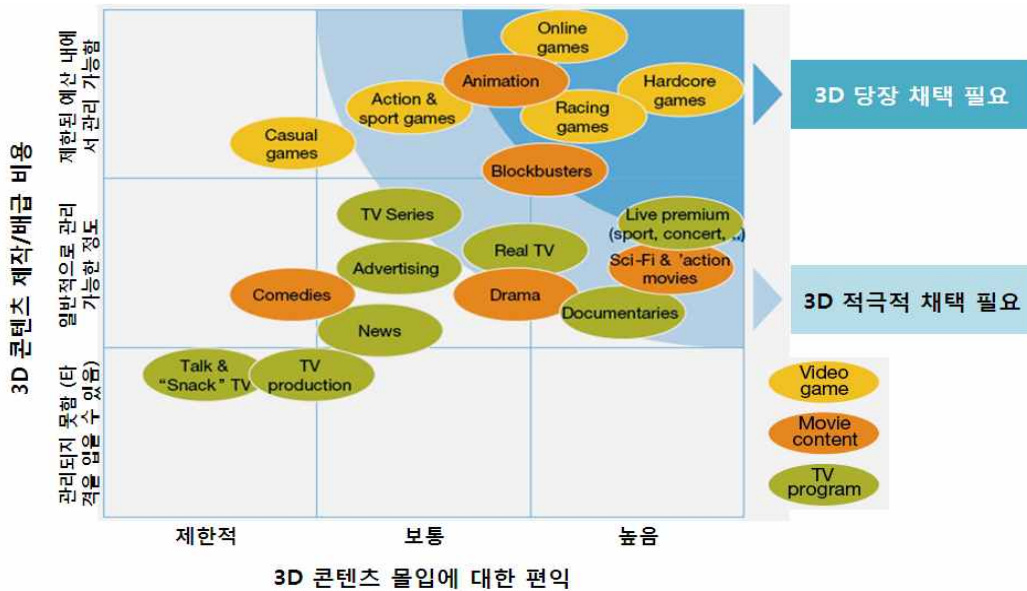 3D 콘텐츠 제작/배급 비용
제한된 예산 내에
서 관리 가능함
일반적으로 관리
가능한 정도
관리되지 못함 (타
격을 입을 수 있음)
Online
games
Animation
Hardcore
games
Action &
sport games
Racing
games
Casual
games
Blockbusters
TV Series
Live premium
(sport, concert, ..)
Real TV
Advertising
Sci-Fi & 'action
movies
Comedies
Drama
Documentaries
News
Talk &
“Snack” TV
TV
production
3D 당장 채택 필요
3D 적극적 채택 필요
Video
game
Movie
content
TV
program
제한적
보통
높음
3D 콘텐츠 몰입에 대한 편익